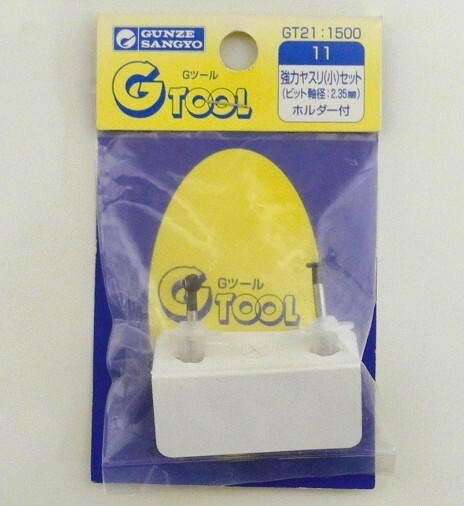 GUNZE
SANGYO
GT21:1500
11
強力ヤスリ(小)セット
(ビット軸径:2.35㎜)
ホルダー付
Gツール
G TOOL
Gツール
G TOOL